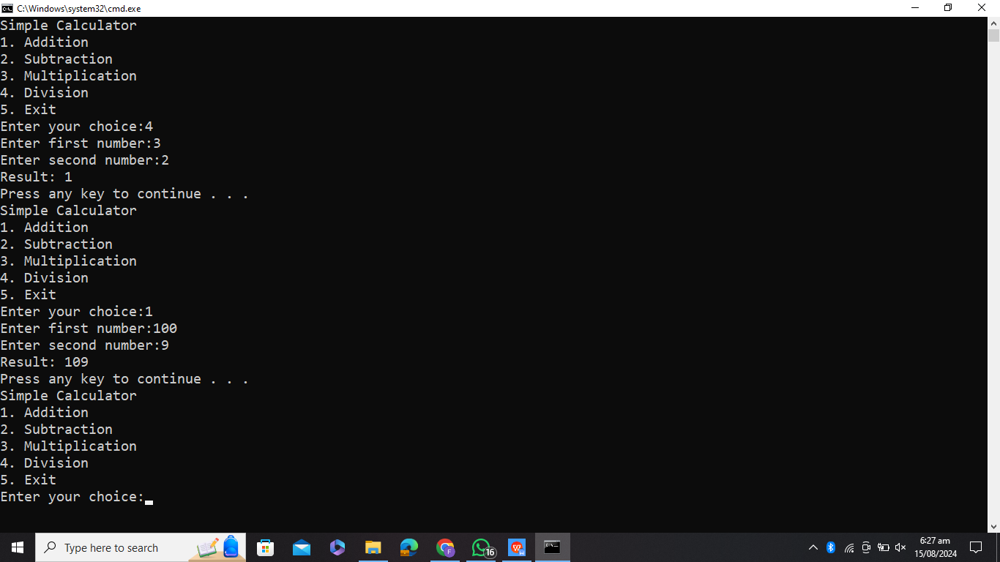 C:\Windows\system32\cmd.exe
Simple Calculator
1. Addition
2. Subtraction
3. Multiplication
4. Division
5. Exit
Enter your choice:4
Enter first number:3
Enter second number:2
Result: 1
Press any key to continue . . .
Simple Calculator
1. Addition
2. Subtraction
3. Multiplication
4. Division
5. Exit
Enter your choice:1
Enter first number:100
Enter second number:9
Result: 109
Press any key to continue . . .
Simple Calculator
1. Addition
2. Subtraction
3. Multiplication
4. Division
5. Exit
Enter your choice:
Type here to search
F
16
W
6:27 am
15/08/2024